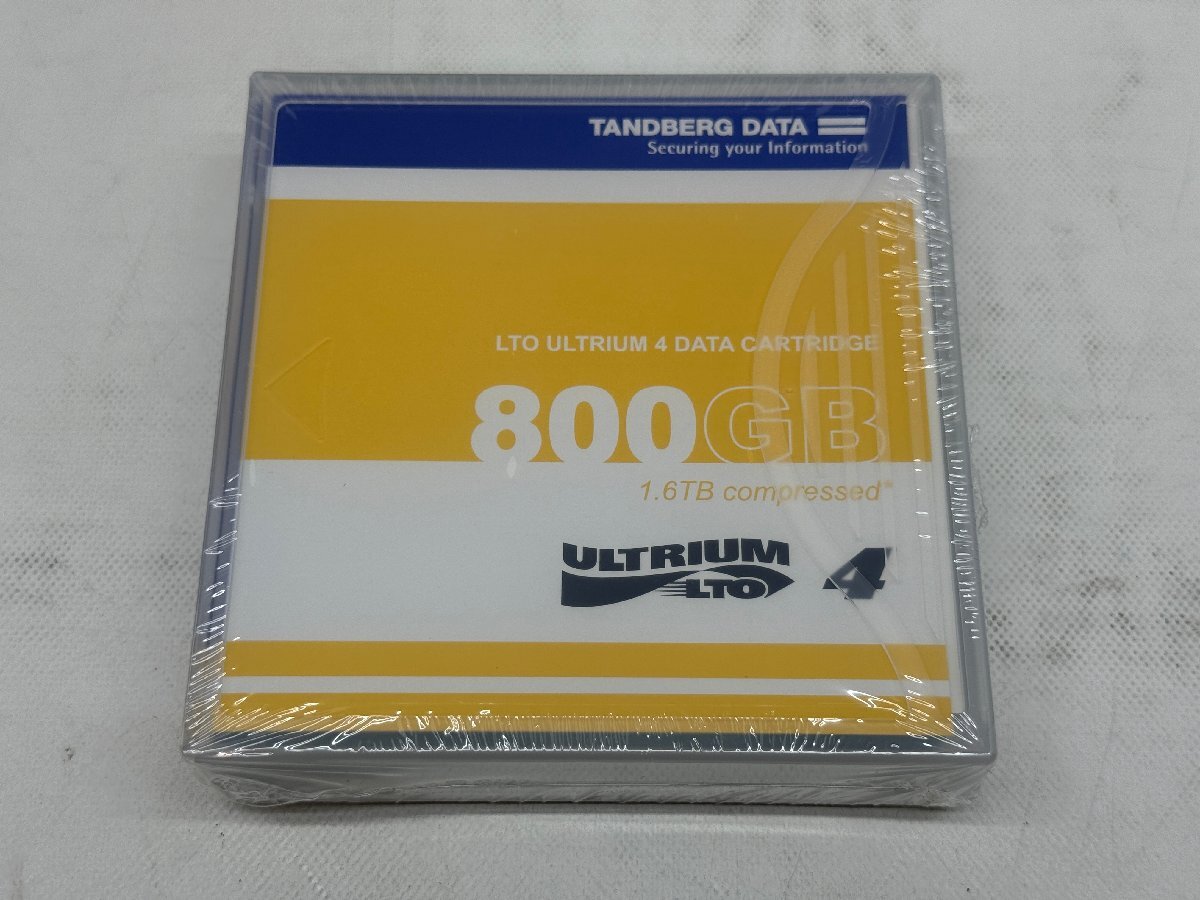 TANDBERG DATA
Securing your Information
LTO ULTRIUM 4 DATA CARTRIDGE
800GB
1.6TB compressed*
ULTRIUM 4
LTO